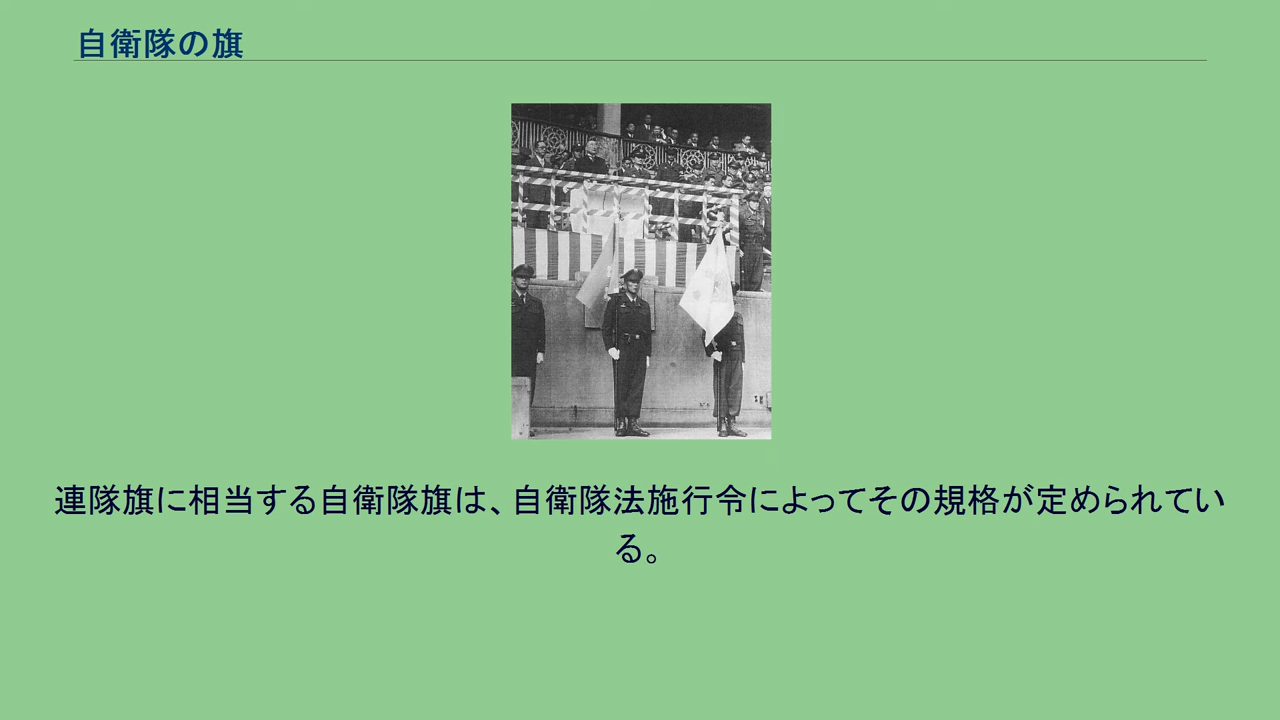 自衛隊の旗
連隊旗に相当する自衛隊旗は、自衛隊法施行令によってその規格が定められてい
る。